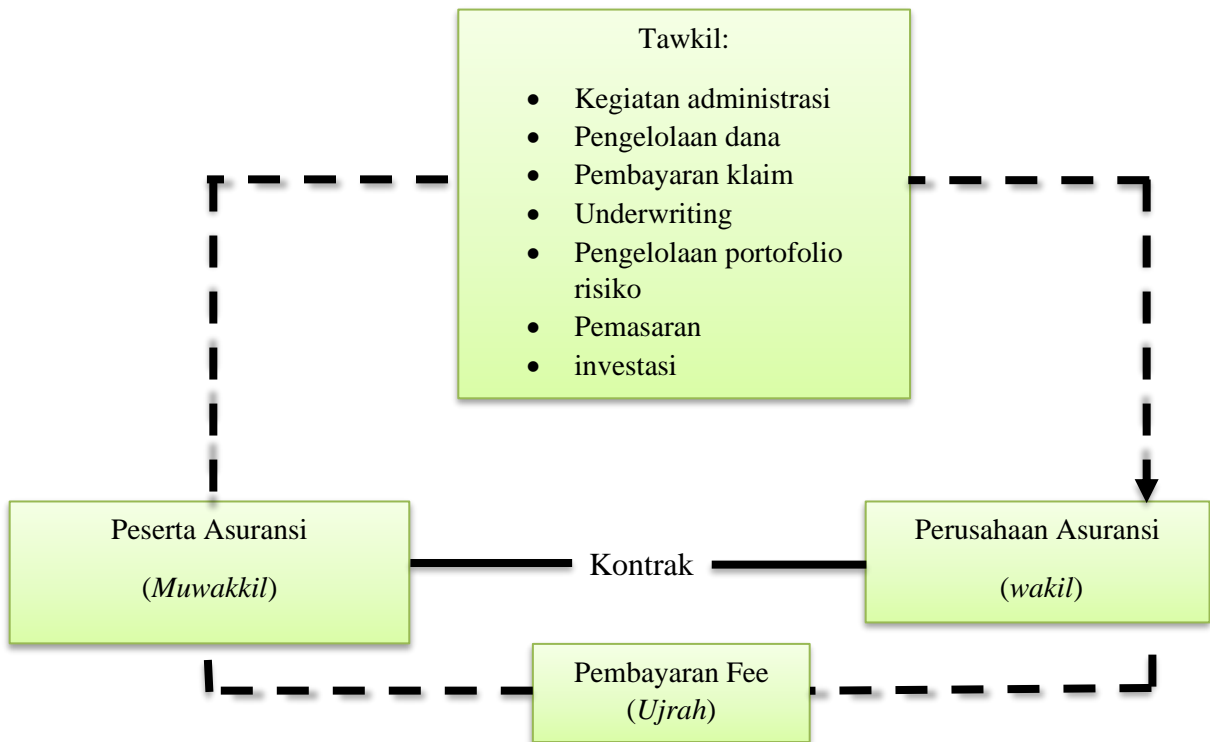 Tawkil:
• Kegiatan administrasi
• Pengelolaan dana
• Pembayaran klaim
• Underwriting
• Pengelolaan portofolio
risiko
• Pemasaran
• investasi
Peserta Asuransi
(Muwakkil)
Kontrak
Perusahaan Asuransi
(wakil)
Pembayaran Fee
(Ujrah)